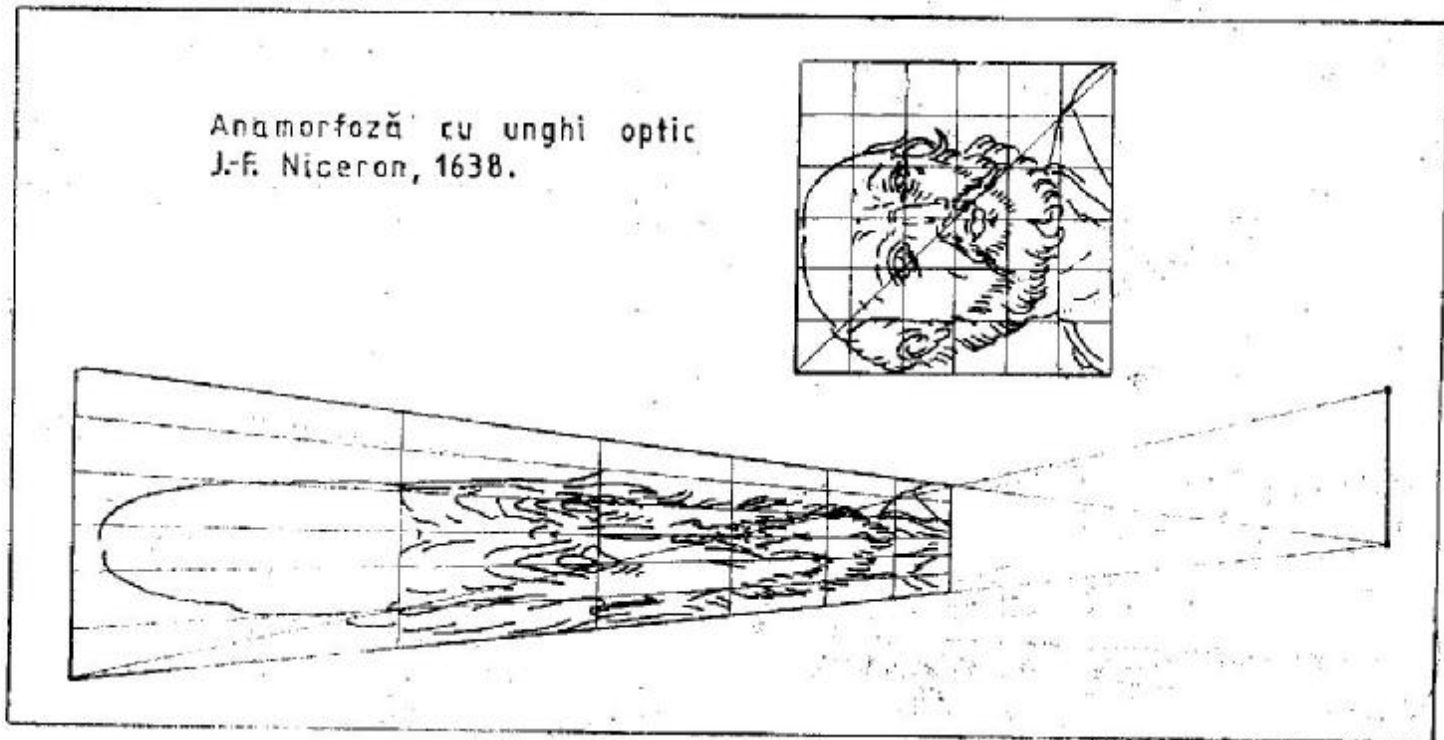 Anamorfoză cu unghi optic
J.-F. Niceron, 1638.